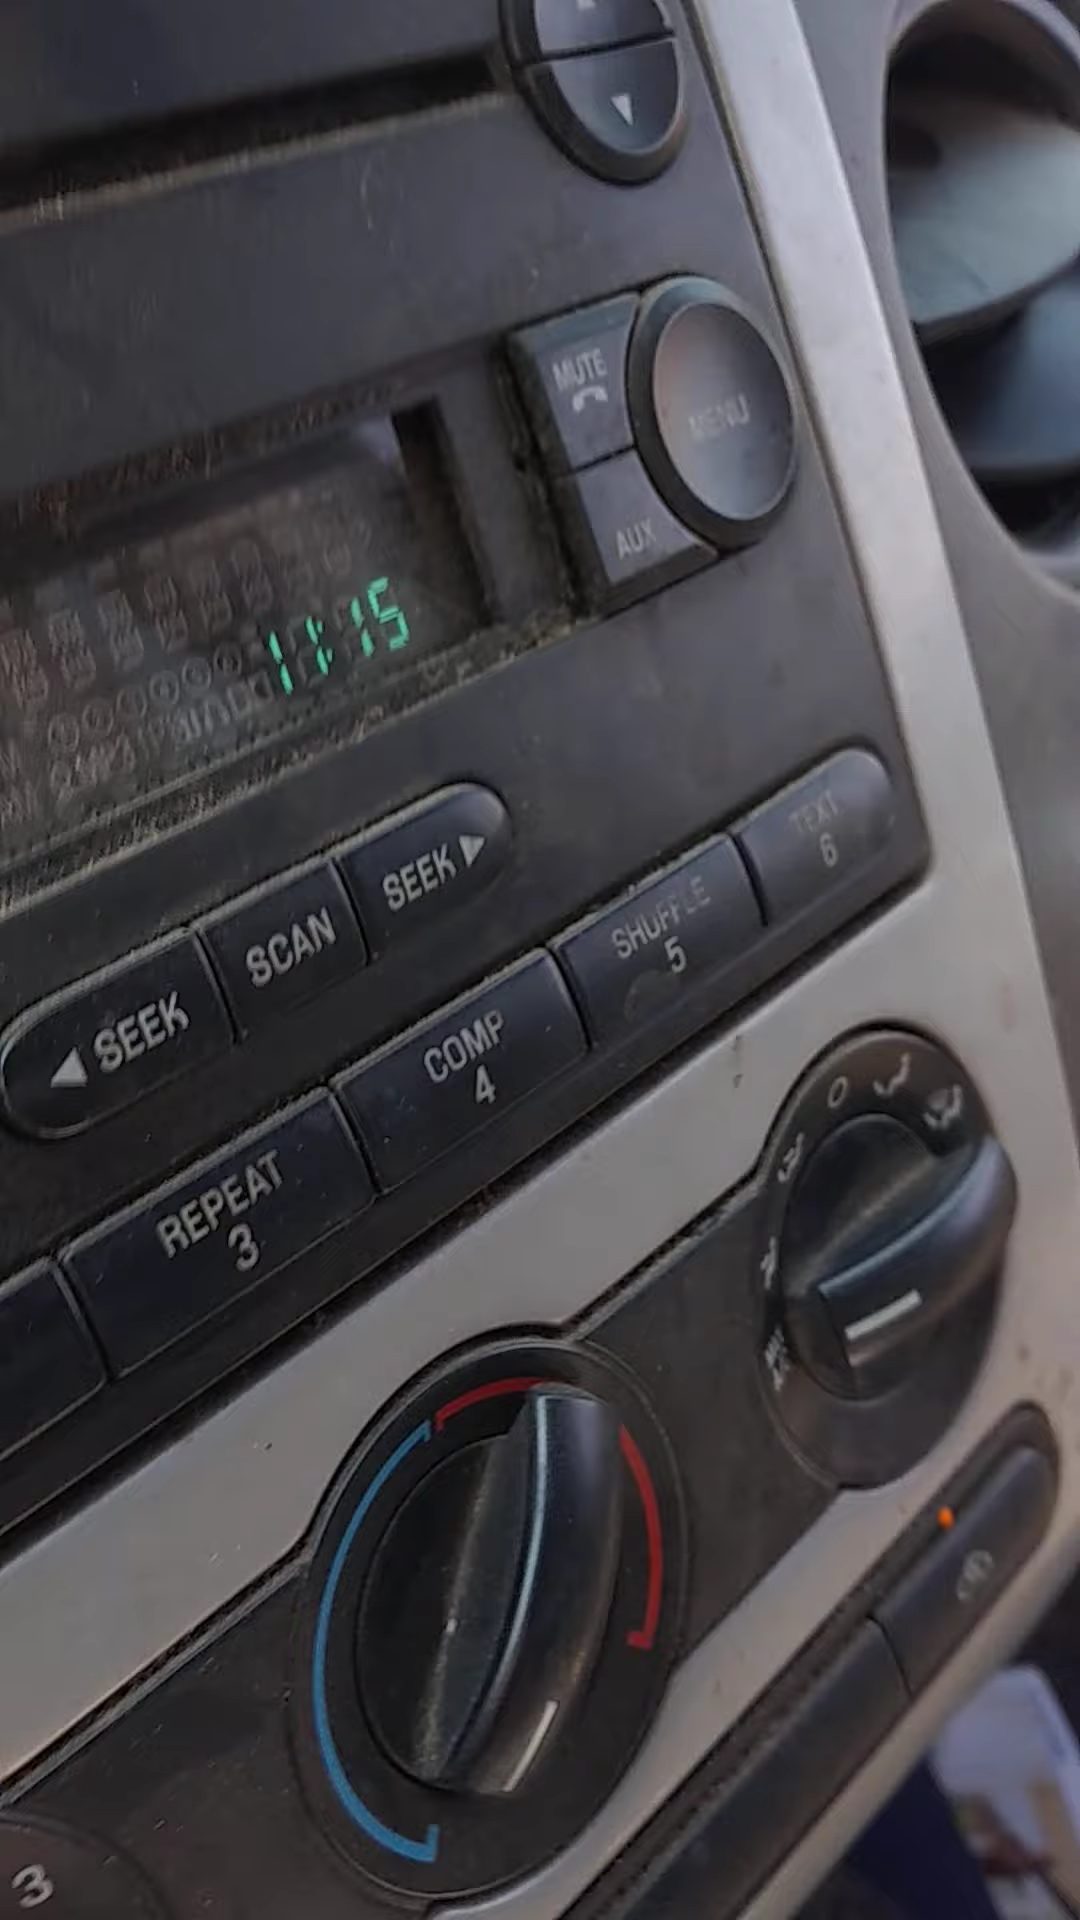 MUTE
MENU
AUX
11:15
SEEK
SCAN
SEEK
TEXT
6
SHUFFLE
5
COMP
4
REPEAT
3
3